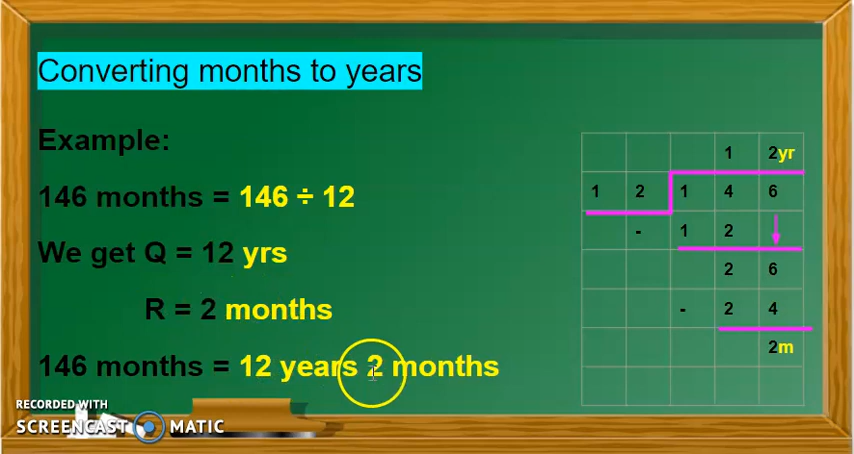 Converting months to years
Example:
146 months = 146 ÷ 12
We get Q = 12 yrs
R = 2 months
146 months = 12 years 2 months
1 2yr
1 2 1 4 6
- 1 2
2 6
- 2 4
2m
RECORDED WITH
SCREENCAST MATIC